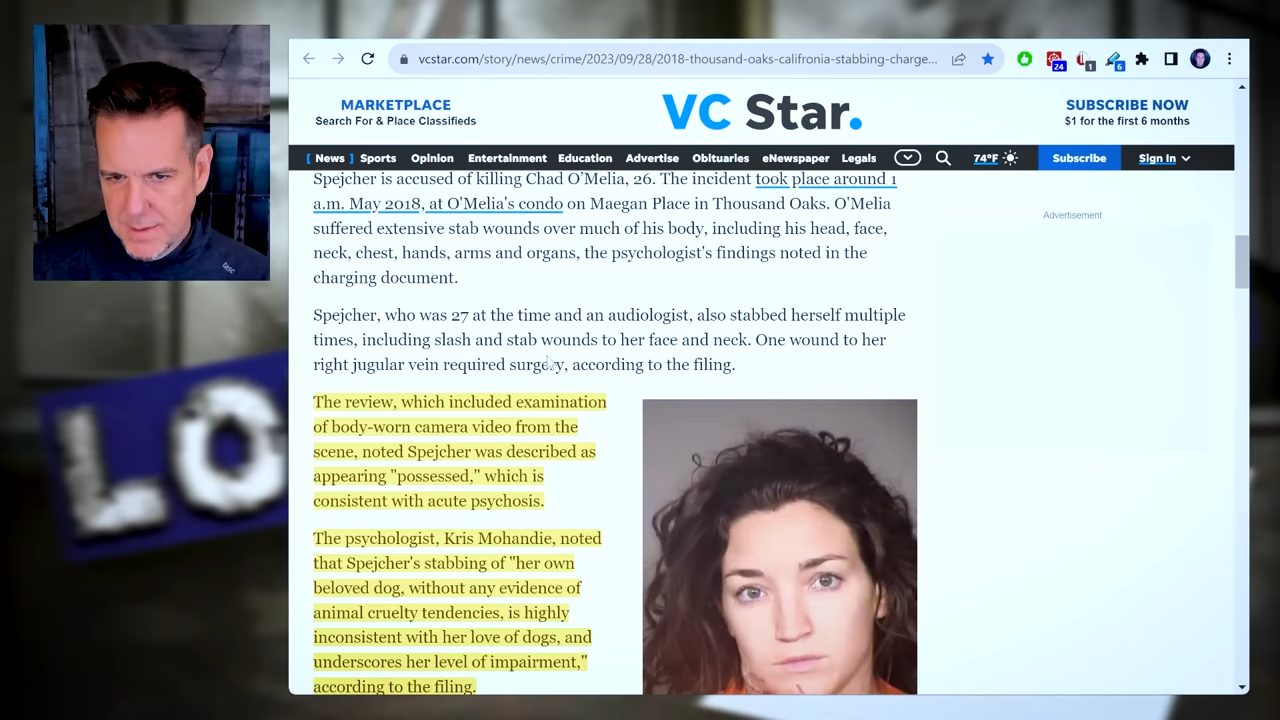 vcstar.com/story/news/crime/2023/09/28/2018-thousand-oaks-califronia-stabbing-charge...
24
1
6
MARKETPLACE
Search For & Place Classifieds
VC Star.
SUBSCRIBE NOW
$1 for the first 6 months
[ News ] Sports Opinion Entertainment Education Advertise Obituaries eNewspaper Legals 74°F Subscribe Sign In
Spejcher is accused of killing Chad O'Melia, 26. The incident took place around 1
a.m. May 2018, at O'Melia's condo on Maegan Place in Thousand Oaks. O'Melia
suffered extensive stab wounds over much of his body, including his head, face,
neck, chest, hands, arms and organs, the psychologist's findings noted in the
charging document.
Advertisement
Spejcher, who was 27 at the time and an audiologist, also stabbed herself multiple
times, including slash and stab wounds to her face and neck. One wound to her
right jugular vein required surgery, according to the filing.
The review, which included examination
of body-worn camera video from the
scene, noted Spejcher was described as
appearing "possessed," which is
consistent with acute psychosis.
The psychologist, Kris Mohandie, noted
that Spejcher's stabbing of "her own
beloved dog, without any evidence of
animal cruelty tendencies, is highly
inconsistent with her love of dogs, and
underscores her level of impairment,"
according to the filing.
LO